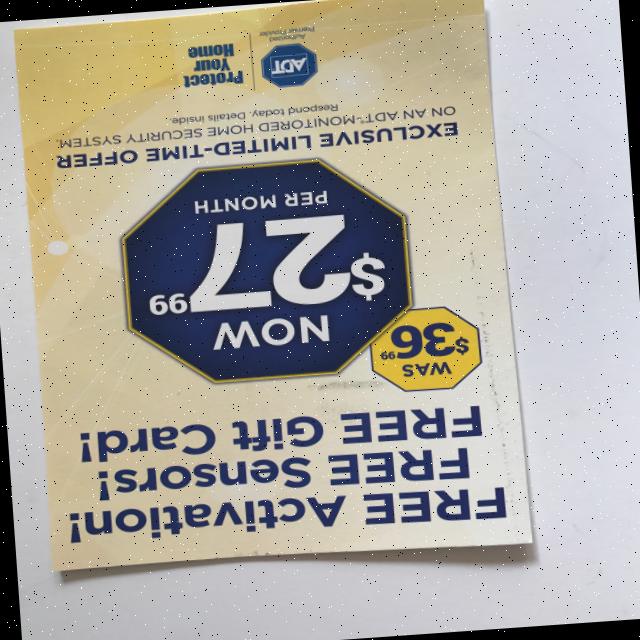 FREE Activation!
FREE Sensors!
FREE Gift Card!
WAS
$36 99
NOW
$27 99
PER MONTH
EXCLUSIVE LIMITED-TIME OFFER
ON AN ADT-MONITORED HOME SECURITY SYSTEM.
Respond today. Details inside.
ADT
Authorized
Premier Provider
Protect
Your
Home